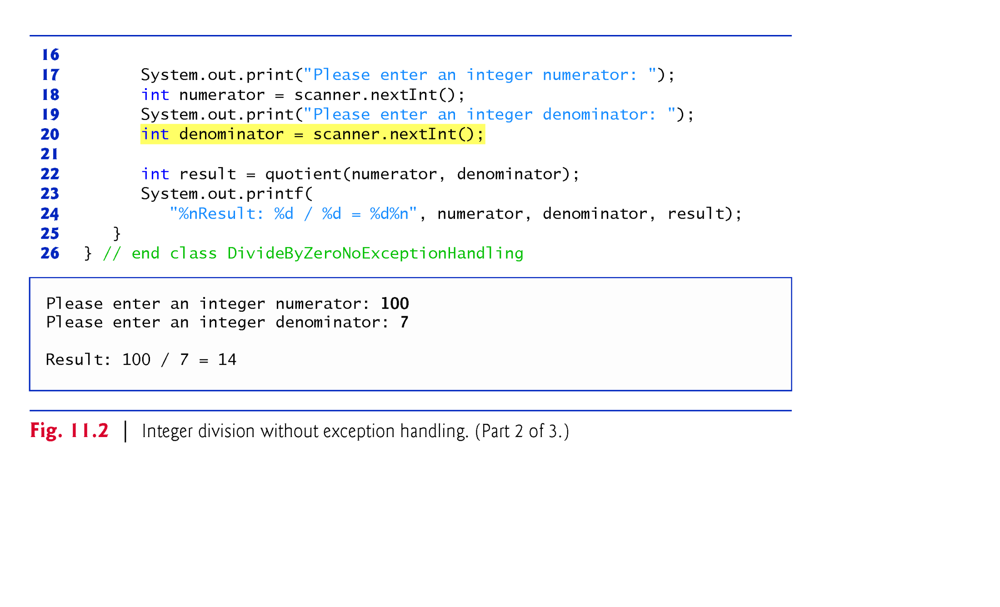 16
17 System.out.print("Please enter an integer numerator: ");
18 int numerator = scanner.nextInt();
19 System.out.print("Please enter an integer denominator: ");
20 int denominator = scanner.nextInt();
21
22 int result = quotient(numerator, denominator);
23 System.out.printf(
24 "%nResult: %d / %d = %d%n", numerator, denominator, result);
25 }
26 } // end class DivideByZeroNoExceptionHandling
Please enter an integer numerator: 100
Please enter an integer denominator: 7
Result: 100 / 7 = 14
Fig. 11.2 | Integer division without exception handling. (Part 2 of 3.)